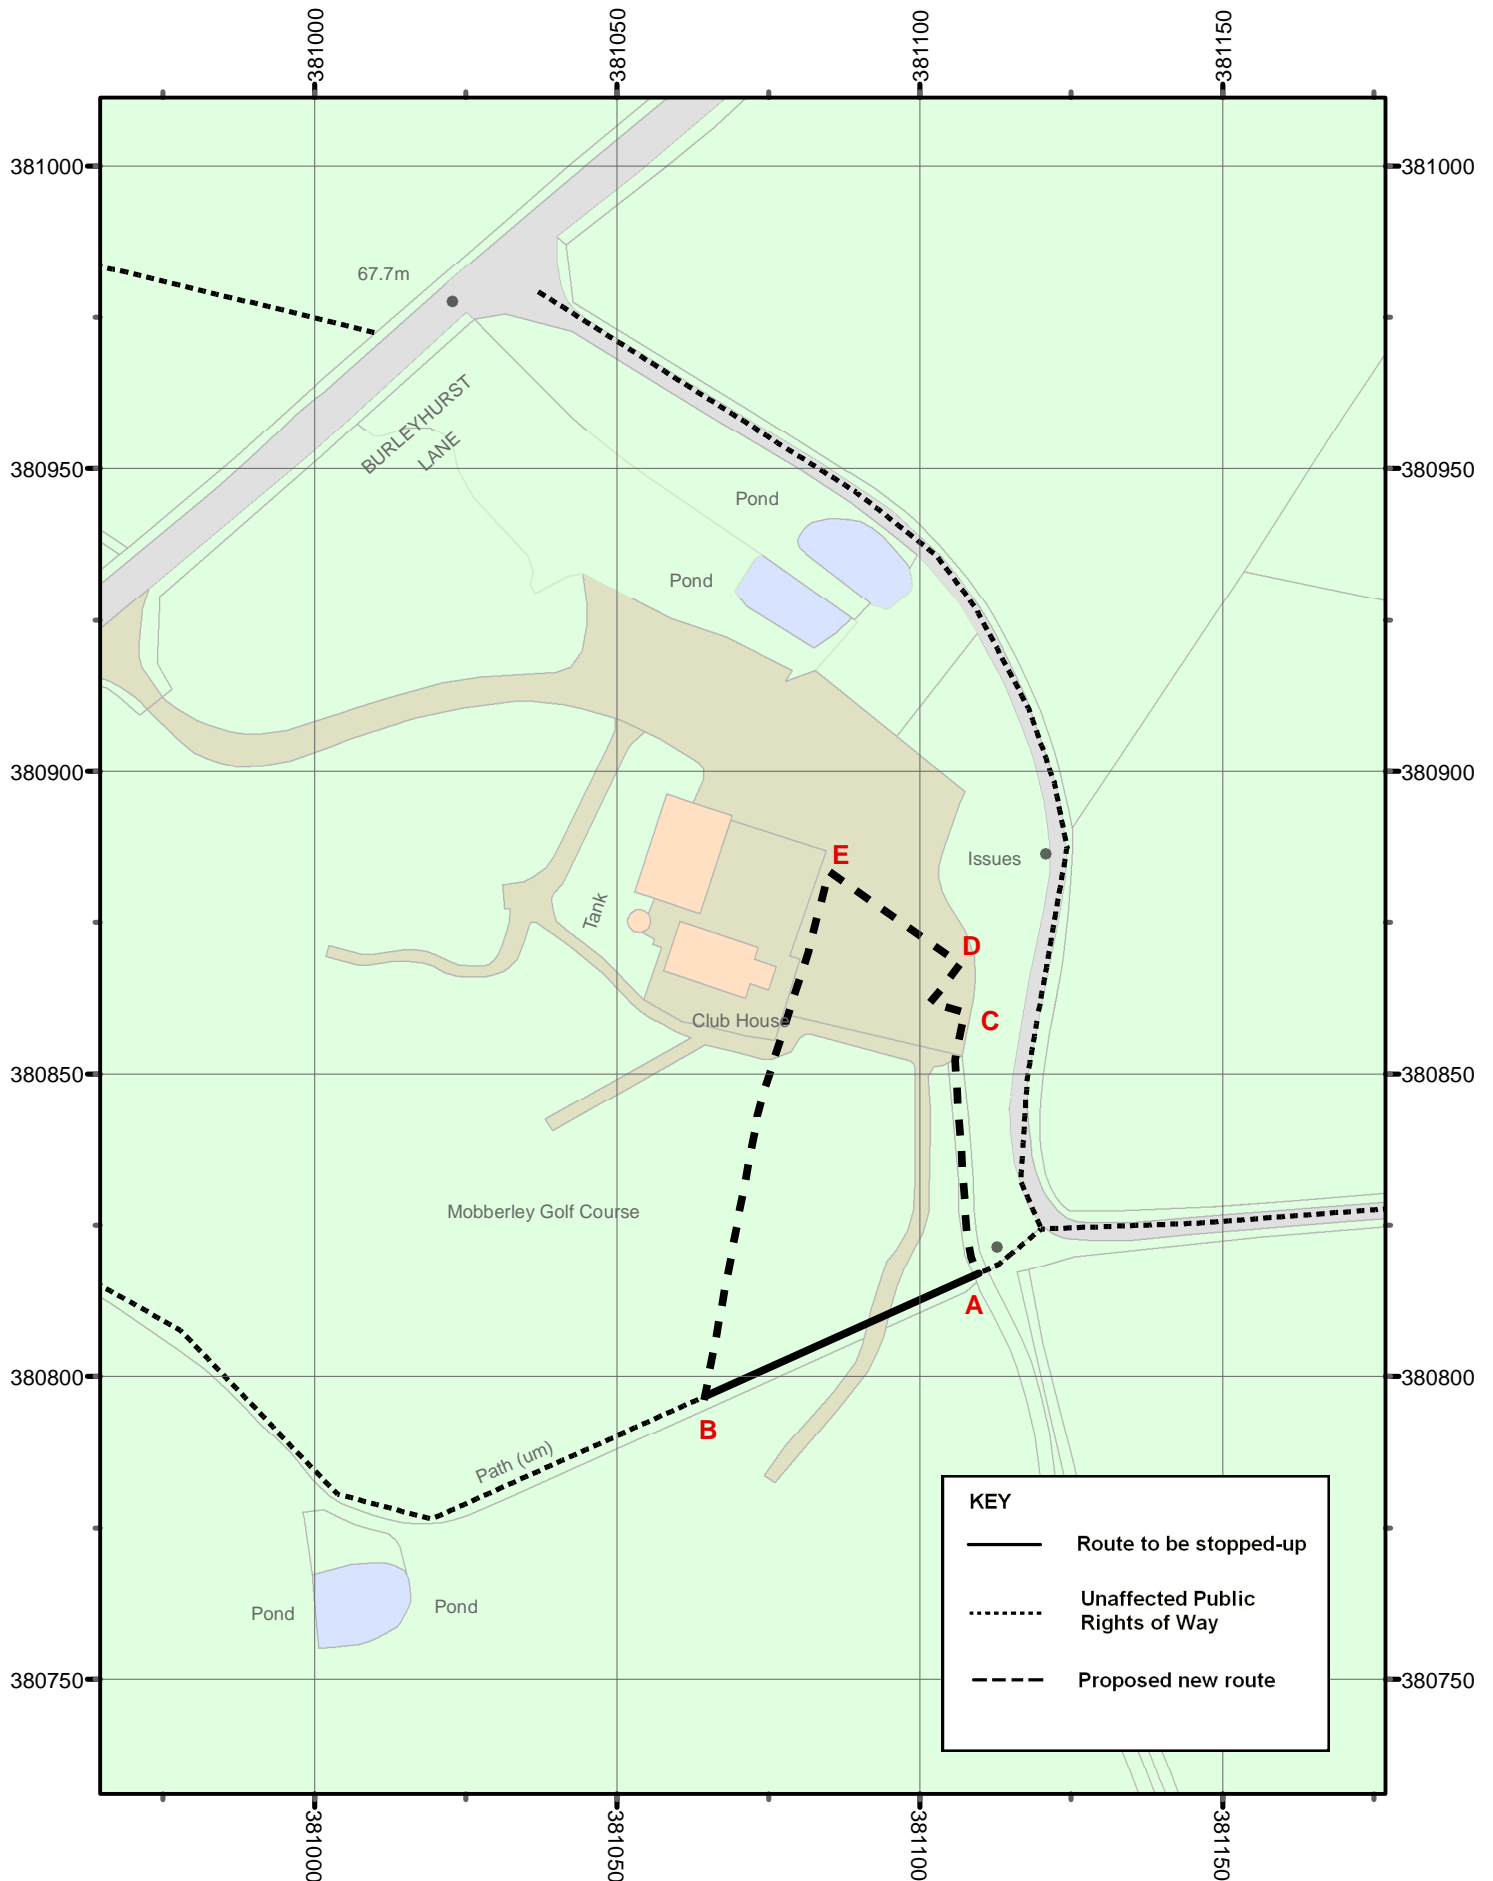 381000
381050
381100
381150
381000
381000
67.7m
BURLEYHURST
LANE
380950
380950
Pond
Pond
380900
380900
E
Issues
Tank
D
Club House
C
380850
380850
Mobberley Golf Course
A
380800
380800
B
Path (um)
KEY
Route to be stopped-up
Unaffected Public
Rights of Way
Proposed new route
Pond
Pond
380750
380750
381000
381050
381100
381150